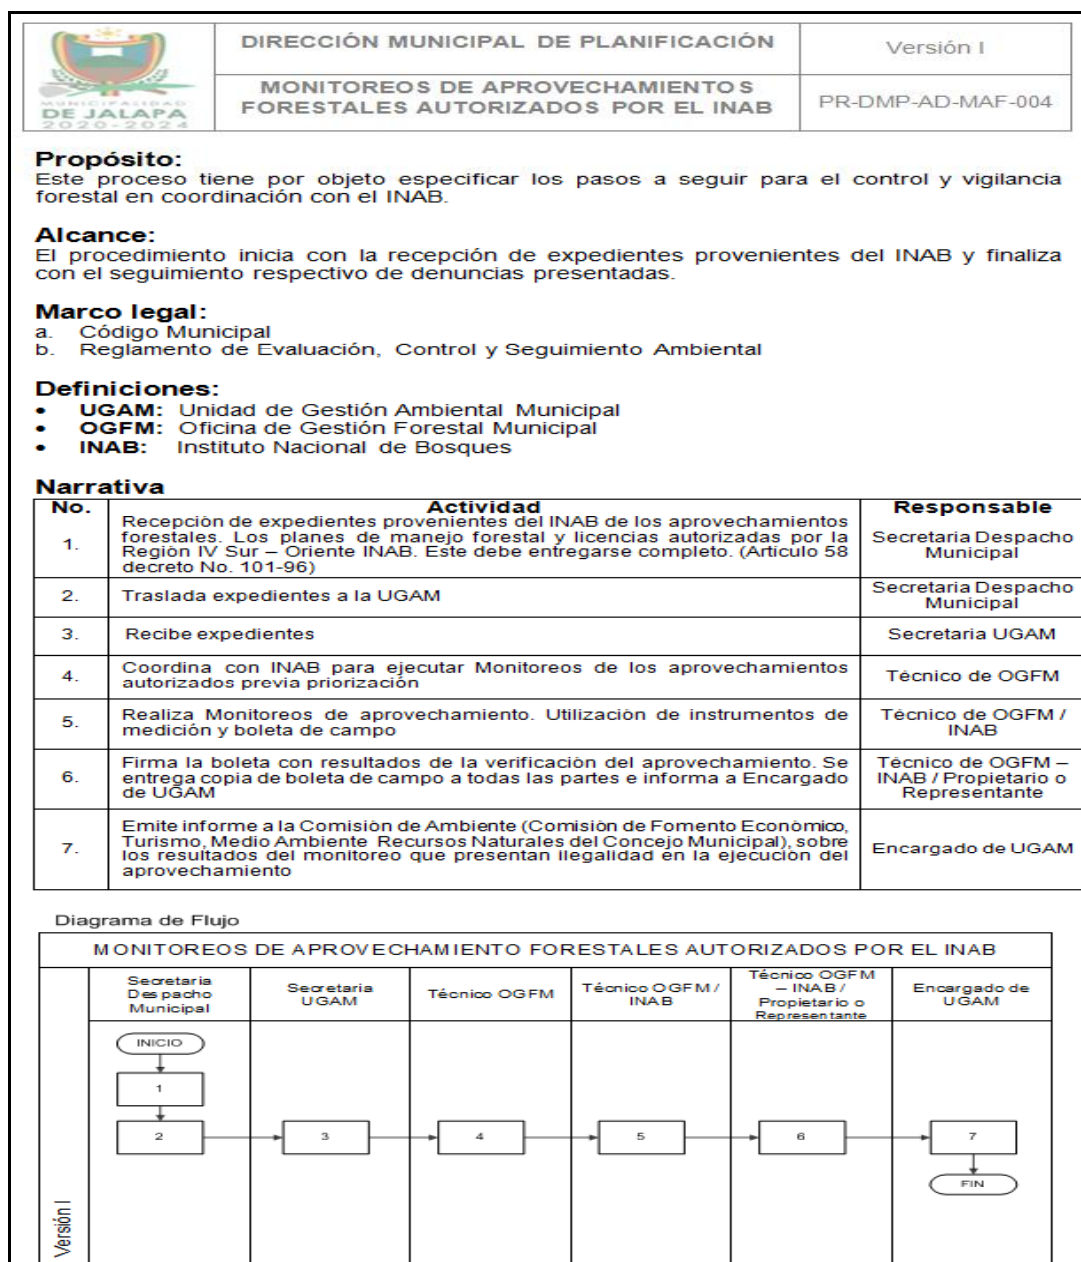 DIRECCIÓN MUNICIPAL DE PLANIFICACIÓN
Versión I
MUNICIPALIDAD
DE JALAPA
2020-2024
MONITOREOS DE APROVECHAMIENTOS
FORESTALES AUTORIZADOS POR EL INAB
PR-DMP-AD-MAF-004
Propósito:
Este proceso tiene por objeto especificar los pasos a seguir para el control y vigilancia
forestal en coordinación con el INAB.
Alcance:
El procedimiento inicia con la recepción de expedientes provenientes del INAB y finaliza
con el seguimiento respectivo de denuncias presentadas.
Marco legal:
a. Código Municipal
b. Reglamento de Evaluación, Control y Seguimiento Ambiental
Definiciones:
• UGAM: Unidad de Gestión Ambiental Municipal
• OGFM: Oficina de Gestión Forestal Municipal
• INAB: Instituto Nacional de Bosques
Narrativa
No. Actividad Responsable
1.
Recepción de expedientes provenientes del INAB de los aprovechamientos
forestales. Los planes de manejo forestal y licencias autorizadas por la
Región IV Sur – Oriente INAB. Este debe entregarse completo. (Artículo 58
decreto No. 101-96)
Secretaria Despacho
Municipal
2.
Traslada expedientes a la UGAM
Secretaria Despacho
Municipal
3.
Recibe expedientes
Secretaria UGAM
4.
Coordina con INAB para ejecutar Monitoreos de los aprovechamientos
autorizados previa priorización
Técnico de OGFM
5.
Realiza Monitoreos de aprovechamiento. Utilización de instrumentos de
medición y boleta de campo
Técnico de OGFM /
INAB
6.
Firma la boleta con resultados de la verificación del aprovechamiento. Se
entrega copia de boleta de campo a todas las partes e informa a Encargado
de UGAM
Técnico de OGFM –
INAB / Propietario o
Representante
7.
Emite informe a la Comisión de Ambiente (Comisión de Fomento Económico,
Turismo, Medio Ambiente Recursos Naturales del Concejo Municipal), sobre
los resultados del monitoreo que presentan ilegalidad en la ejecución del
aprovechamiento
Encargado de UGAM
Diagrama de Flujo
MONITOREOS DE APROVECHAMIENTO FORESTALES AUTORIZADOS POR EL INAB
Secretaria
Despacho
Municipal
Secretaria
UGAM
Técnico OGFM
Técnico OGFM /
INAB
Técnico OGFM
– INAB /
Propietario o
Representante
Encargado de
UGAM
INICIO
1
2
3
4
5
6
7
FIN
Versión I